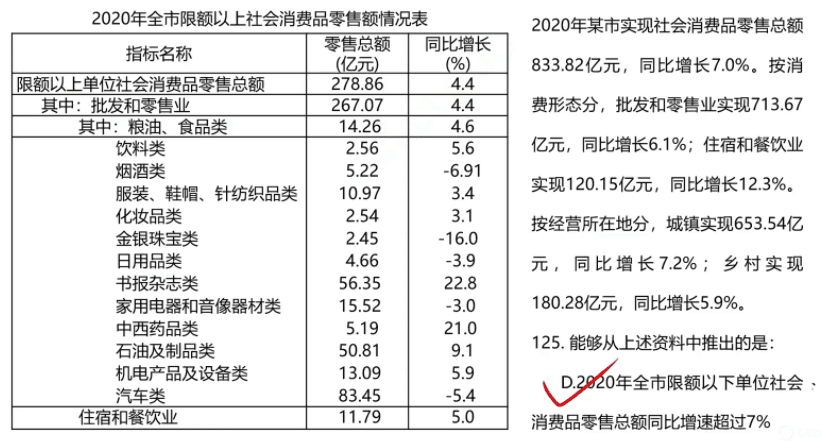 2020年全市限额以上社会消费品零售额情况表
指标名称 零售总额(亿元) 同比增长(%)
限额以上单位社会消费品零售总额 278.86 4.4
其中：批发和零售业 267.07 4.4
其中：粮油、食品类 14.26 4.6
饮料类 2.56 5.6
烟酒类 5.22 -6.91
服装、鞋帽、针纺织品类 10.97 3.4
化妆品类 2.54 3.1
金银珠宝类 2.45 -16.0
日用品类 4.66 -3.9
书报杂志类 56.35 22.8
家用电器和音像器材类 15.52 -3.0
中西药品类 5.19 21.0
石油及制品类 50.81 9.1
机电产品及设备类 13.09 5.9
汽车类 83.45 -5.4
住宿和餐饮业 11.79 5.0
2020年某市实现社会消费品零售总额
833.82亿元，同比增长7.0%。按消
费形态分，批发和零售业实现713.67
亿元，同比增长6.1%；住宿和餐饮业
实现120.15亿元，同比增长12.3%。
按经营所在地分，城镇实现653.54亿
元，同比增长7.2%；乡村实现
180.28亿元，同比增长5.9%。
125. 能够从上述资料中推出的是：
D.2020年全市限额以下单位社会
消费品零售总额同比增速超过7%